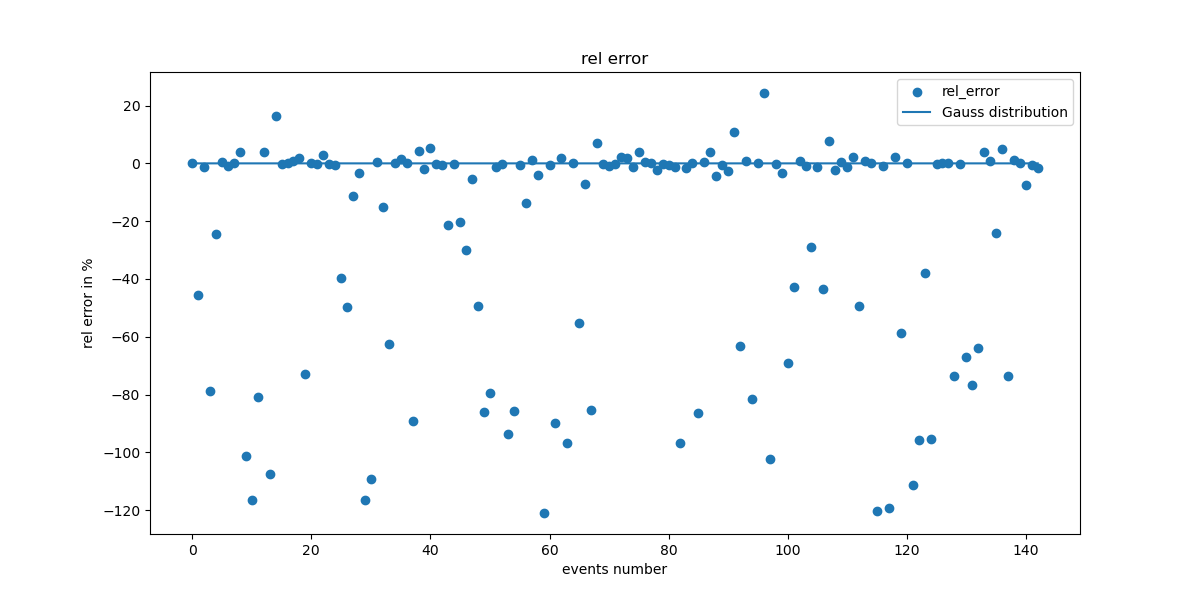 rel error
rel_error
Gauss distribution
20
0
−20
−40
−60
−80
−100
−120
rel error in %
0 20 40 60 80 100 120 140
events number